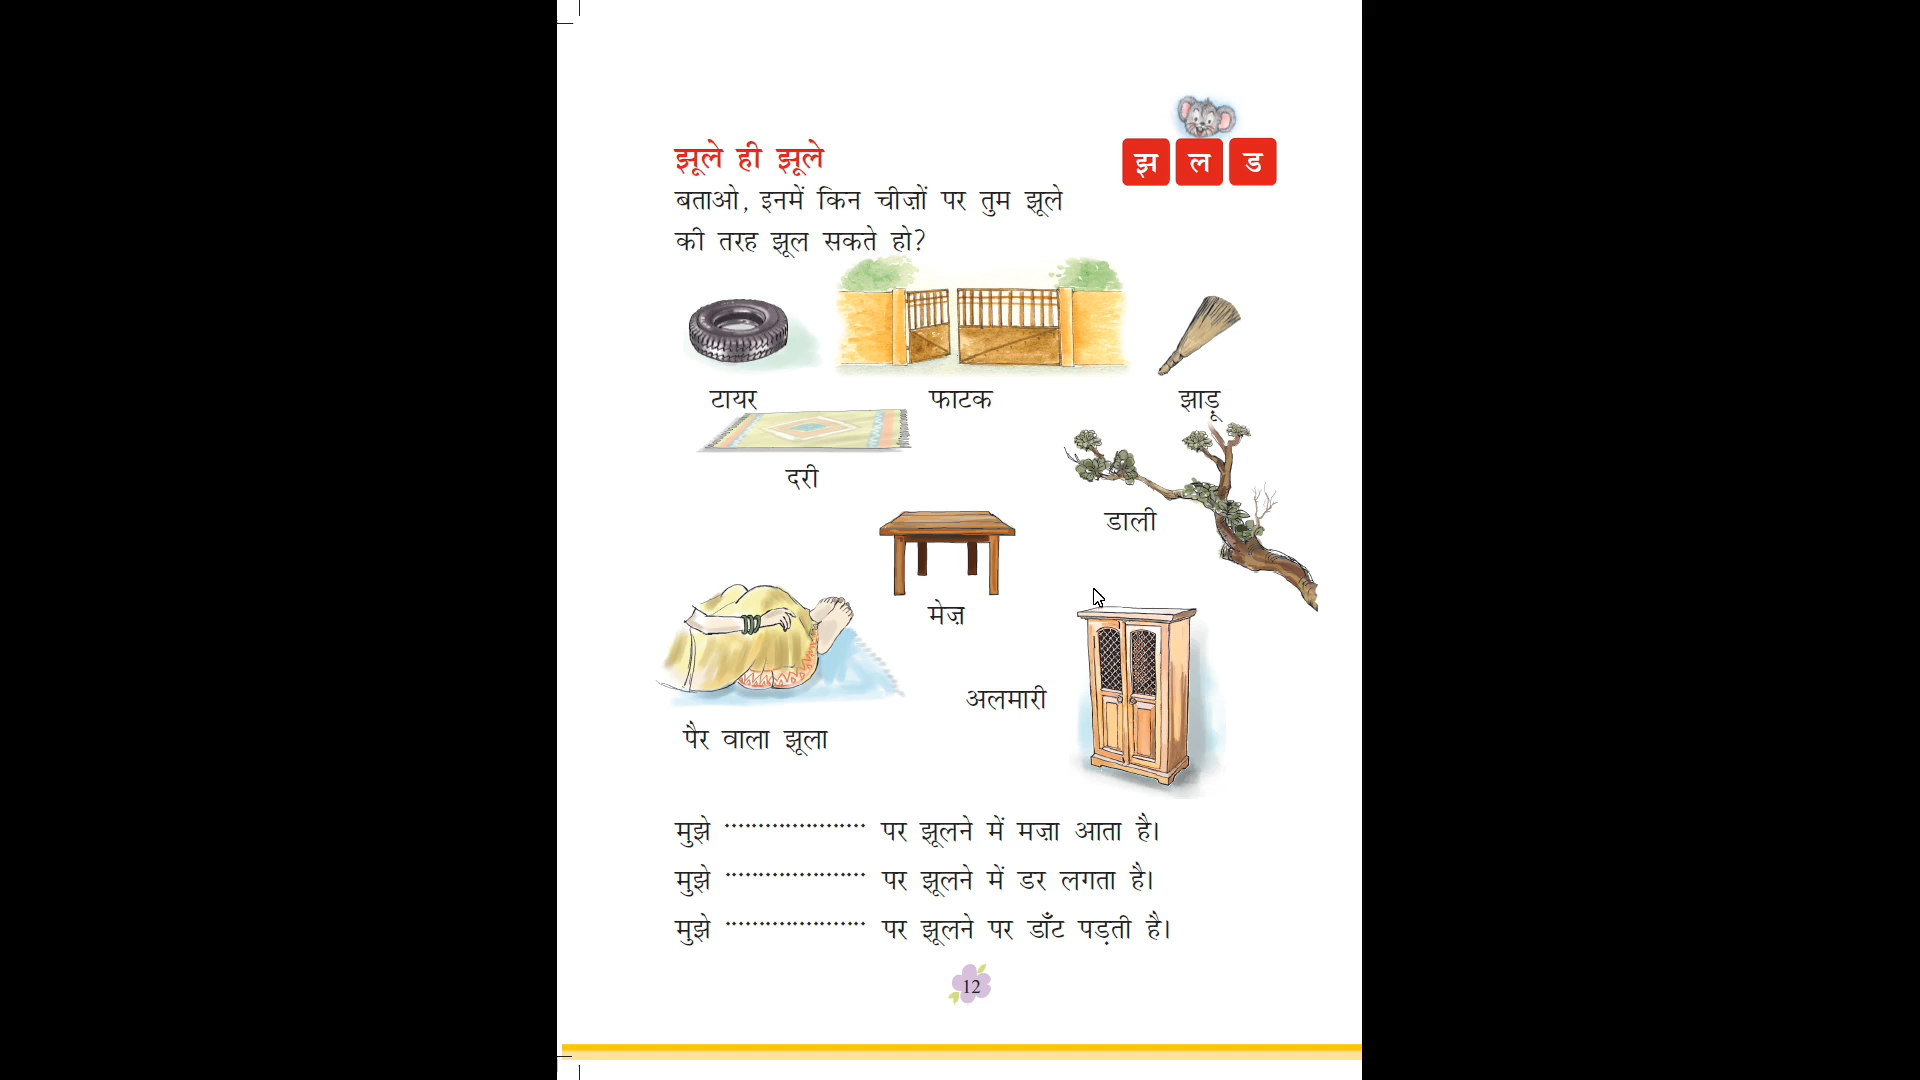 झ ल ड
झूले ही झूले
बताओ, इनमें किन चीज़ों पर तुम झूले
की तरह झूल सकते हो?
टायर
फाटक
झाड़ू
दरी
डाली
मेज़
अलमारी
पैर वाला झूला
मुझे ..................... पर झूलने में मज़ा आता है।
मुझे ..................... पर झूलने में डर लगता है।
मुझे ..................... पर झूलने पर डाँट पड़ती है।
12